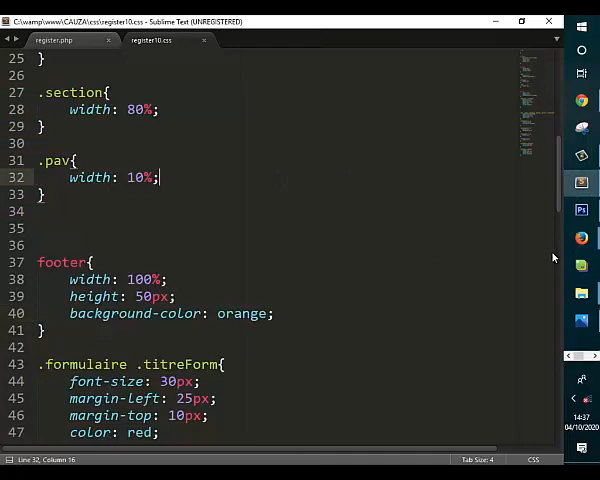 C:\wamp\www\CAUZA\css\register10.css - Sublime Text (UNREGISTERED)
register.php × register10.css ×
25 }
26
27 .section{
28 width: 80%;
29 }
30
31 .pav{
32 width: 10%;
33 }
34
35
36
37 footer{
38 width: 100%;
39 height: 50px;
40 background-color: orange;
41 }
42
43 .formulaire .titreForm{
44 font-size: 30px;
45 margin-left: 25px;
46 margin-top: 10px;
47 color: red;
Line 32, Column 16 Tab Size: 4 CSS
Ps
14:37
04/10/2020